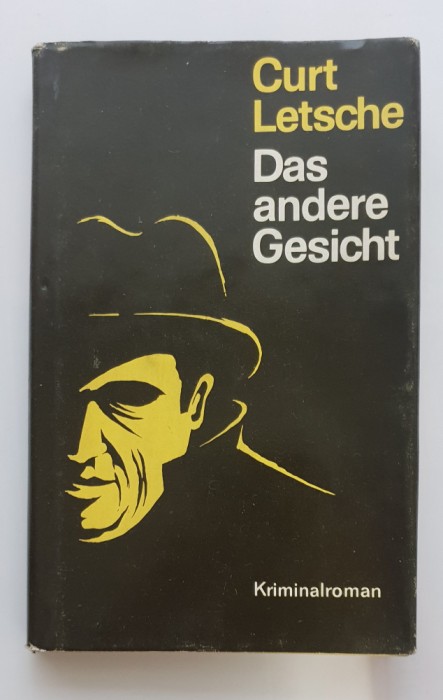 Curt
Letsche
Das
andere
Gesicht
Kriminalroman